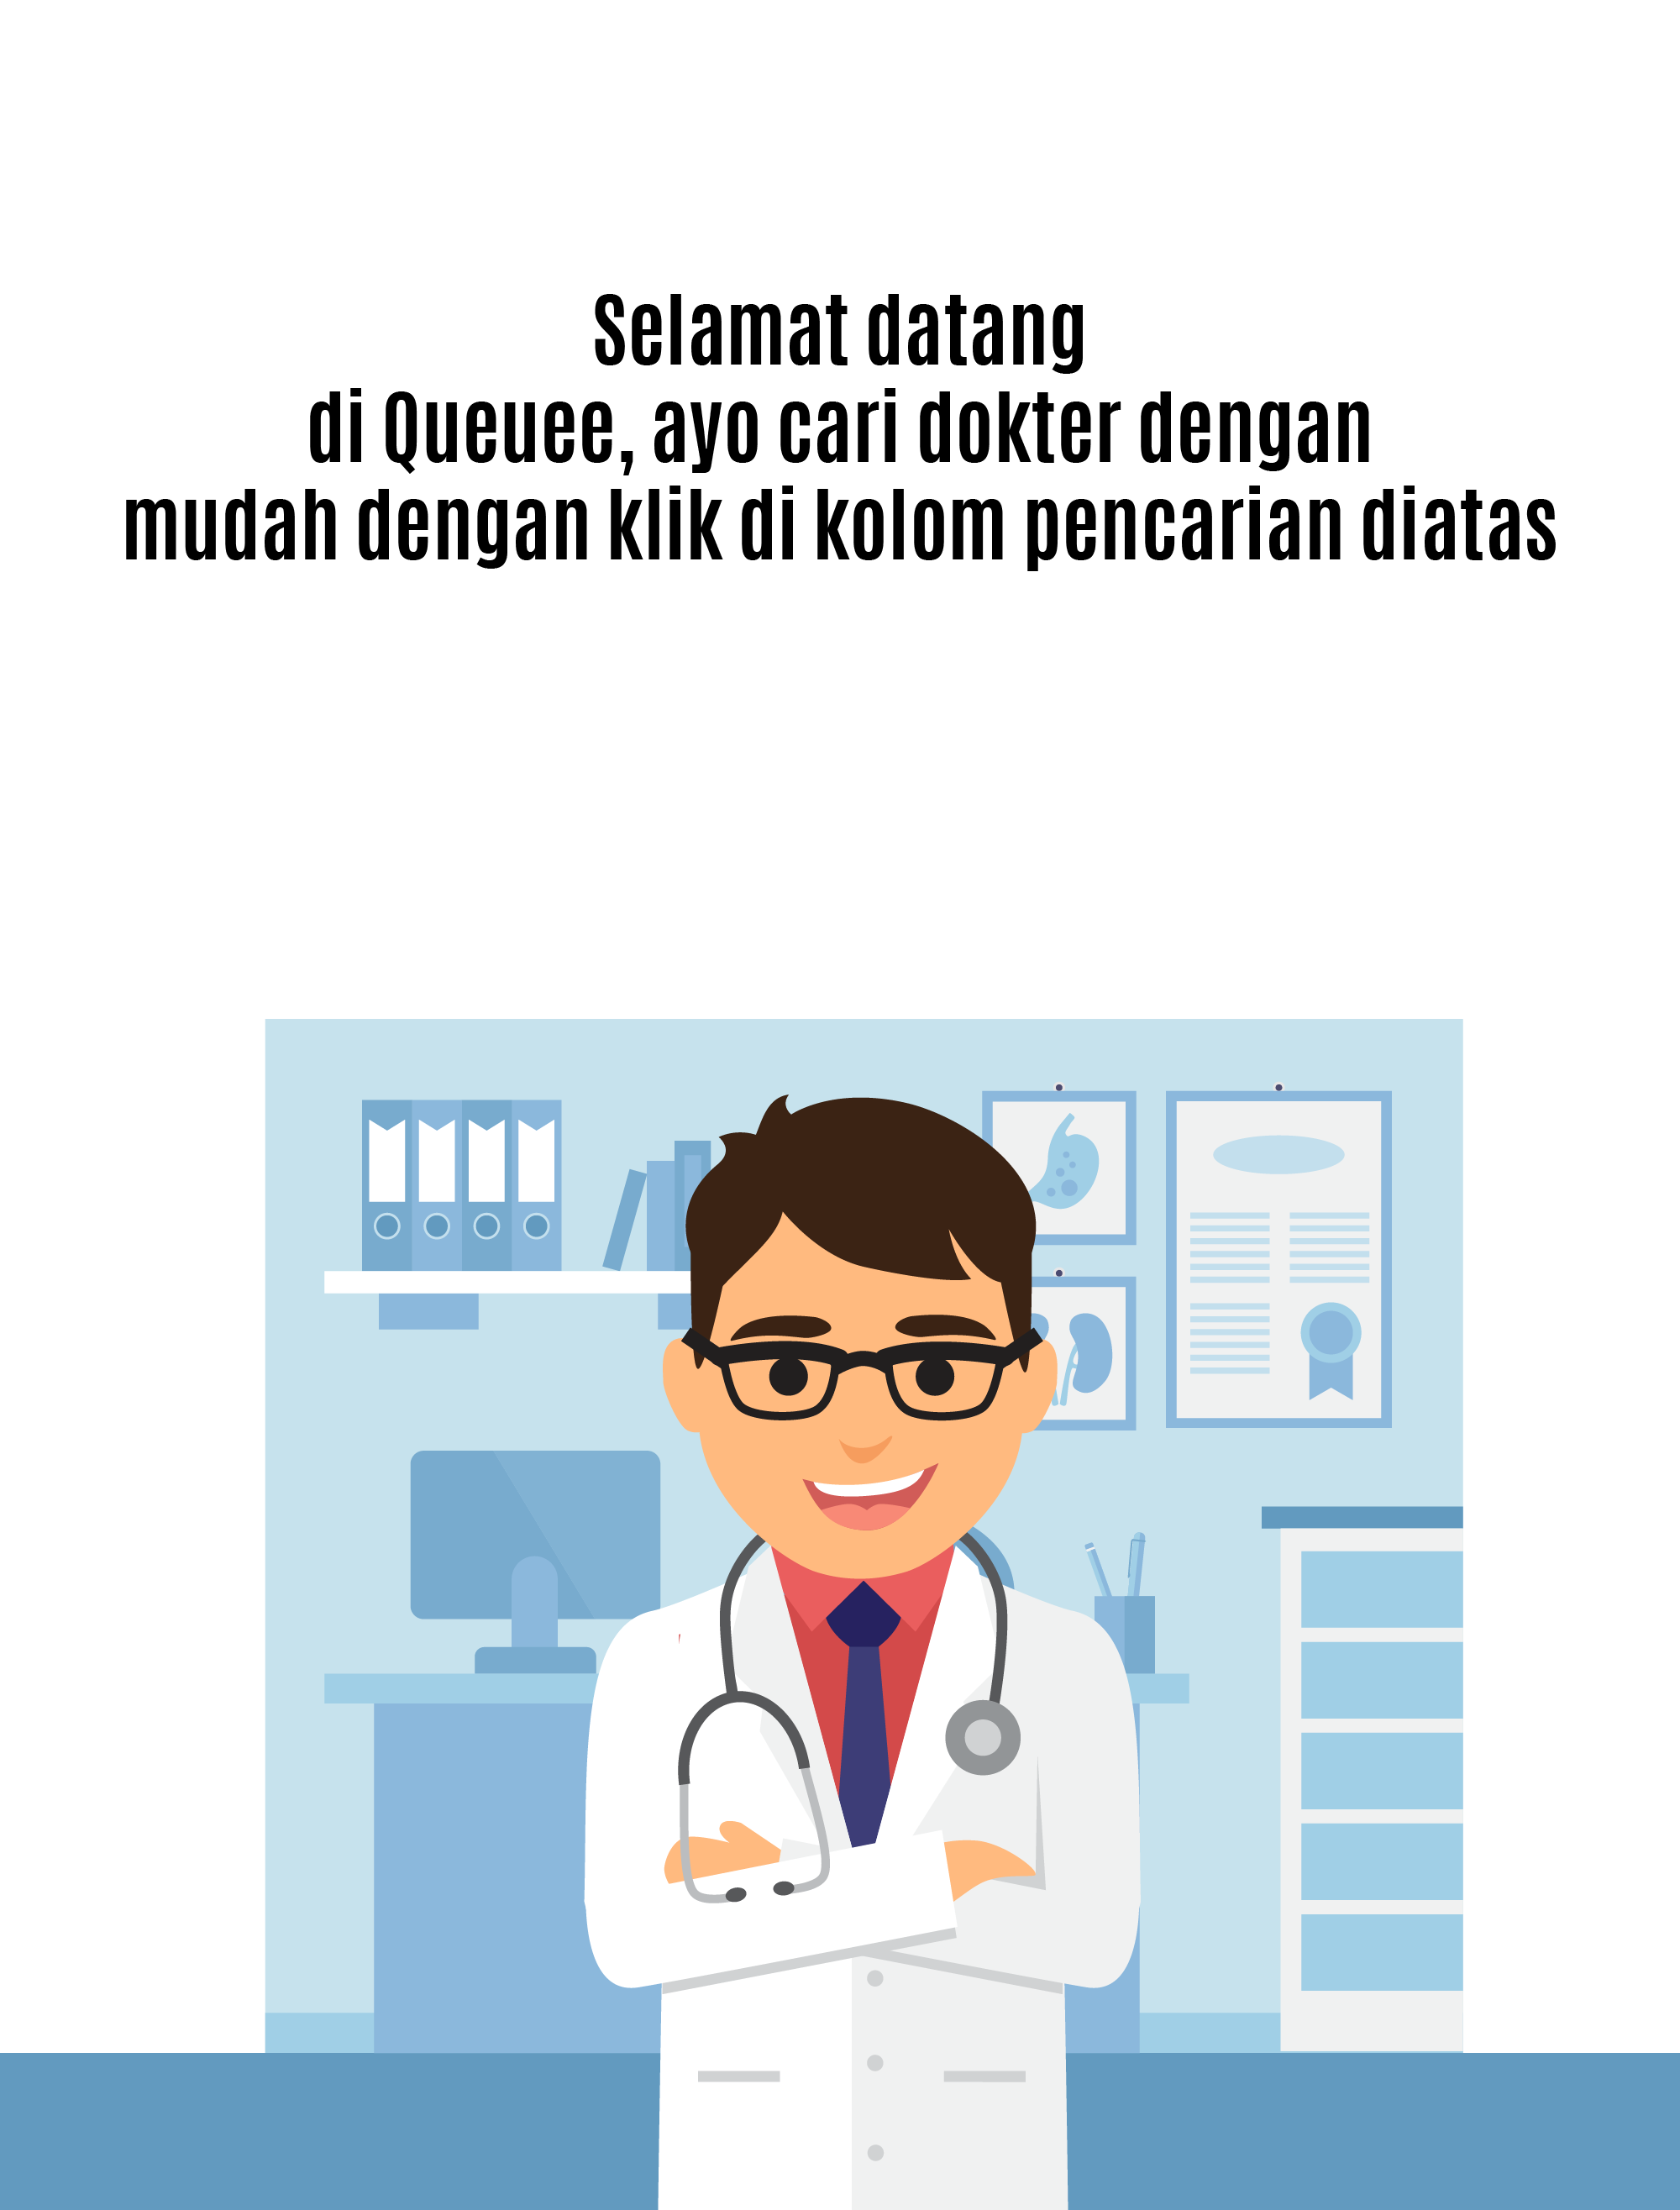 Selamat datang
di Queuee, ayo cari dokter dengan
mudah dengan klik di kolom pencarian diatas